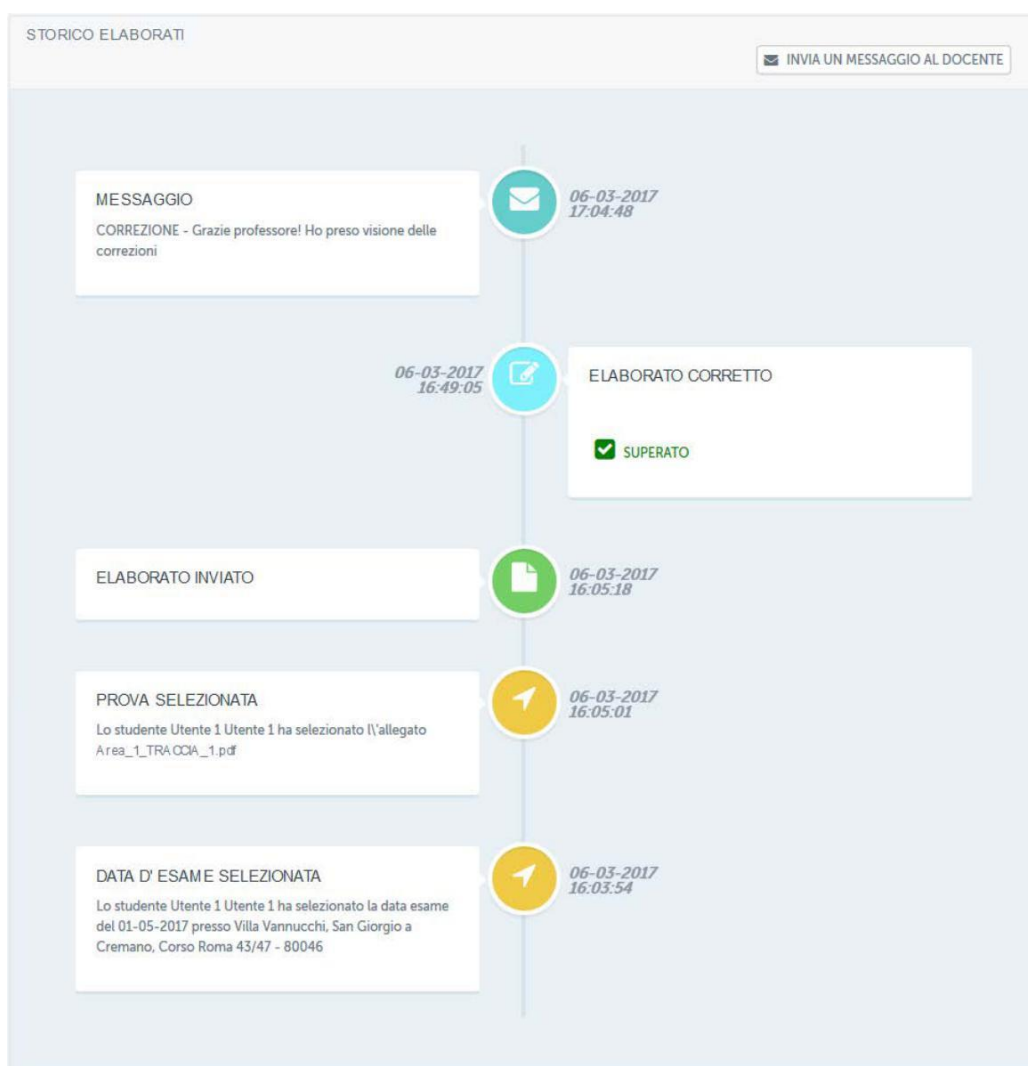 STORICO ELABORATI
INVIA UN MESSAGGIO AL DOCENTE
MESSAGGIO
CORREZIONE - Grazie professore! Ho preso visione delle
correzioni
06-03-2017
17:04:48
06-03-2017
16:49:05
ELABORATO CORRETTO
SUPERATO
ELABORATO INVIATO
06-03-2017
16:05:18
PROVA SELEZIONATA
Lo studente Utente 1 Utente 1 ha selezionato l\'allegato
Area_1_TRACCIA_1.pdf
06-03-2017
16:05:01
DATA D' ESAME SELEZIONATA
Lo studente Utente 1 Utente 1 ha selezionato la data esame
del 01-05-2017 presso Villa Vannucchi, San Giorgio a
Cremano, Corso Roma 43/47 - 80046
06-03-2017
16:03:54